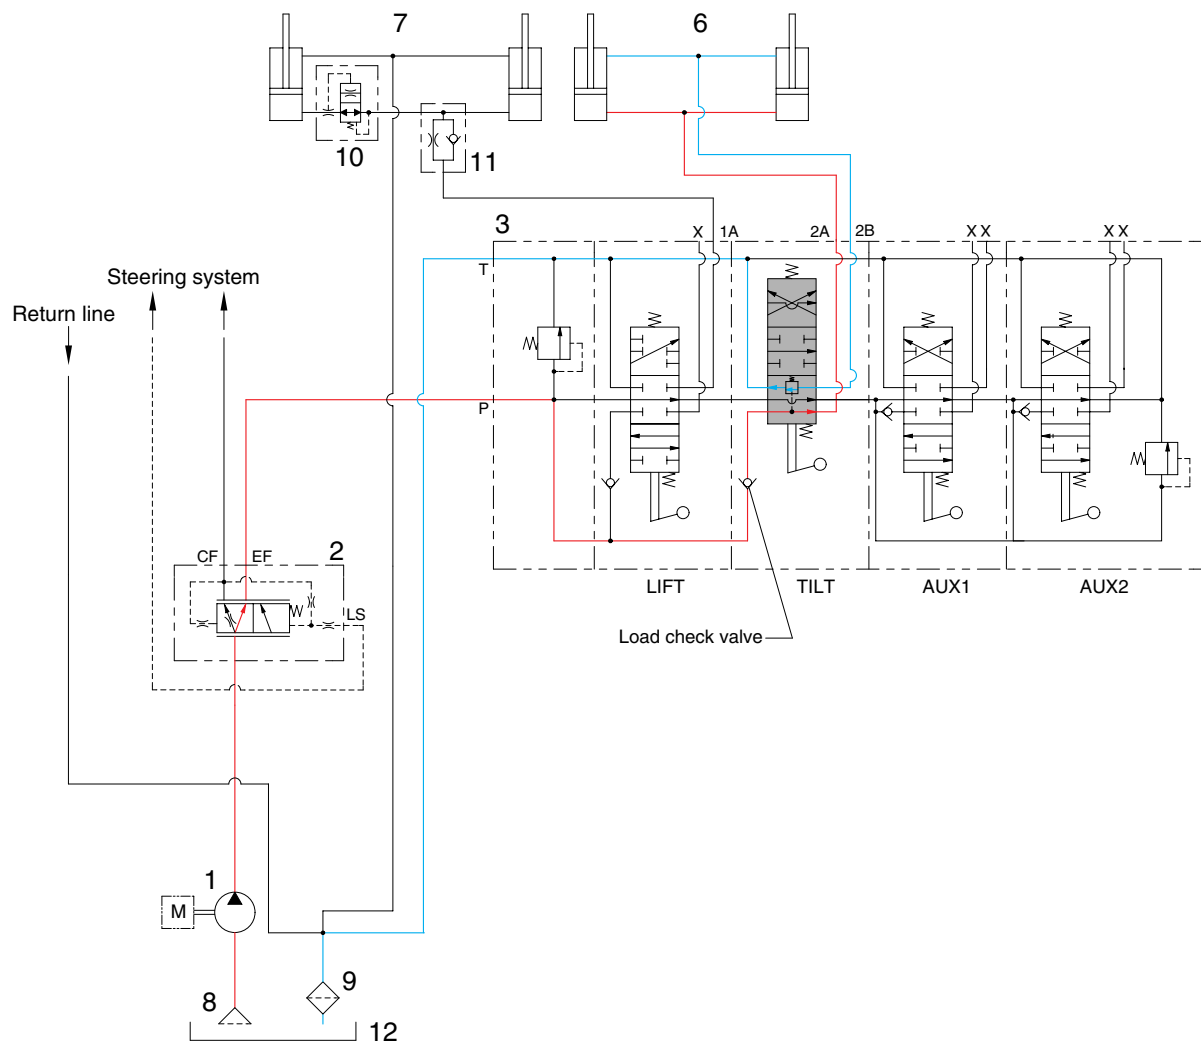 7
6
10
11
3
X
1A
2A
2B
X X
X X
T
Steering system
Return line
P
CF
EF
2
LS
LIFT
TILT
AUX1
AUX2
Load check valve
1
M
8
9
12